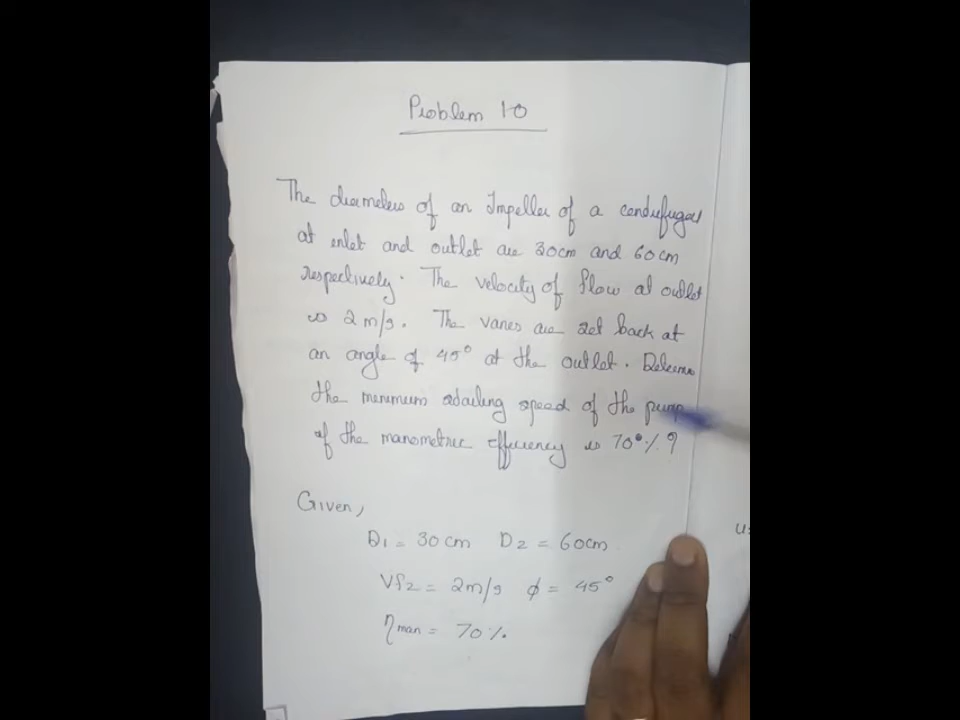 Problem 10
The diameters of an Impeller of a centrifugal
at inlet and outlet are 30cm and 60cm
respectively. The velocity of flow at outlet
is 2m/s. The vanes are set back at
an angle of 45° at the outlet. Determine
the minimum starting speed of the pump
if the manometric efficiency is 70% ?
Given,
D1 = 30cm D2 = 60cm
Vf2 = 2m/s ϕ = 45°
ηman = 70%.